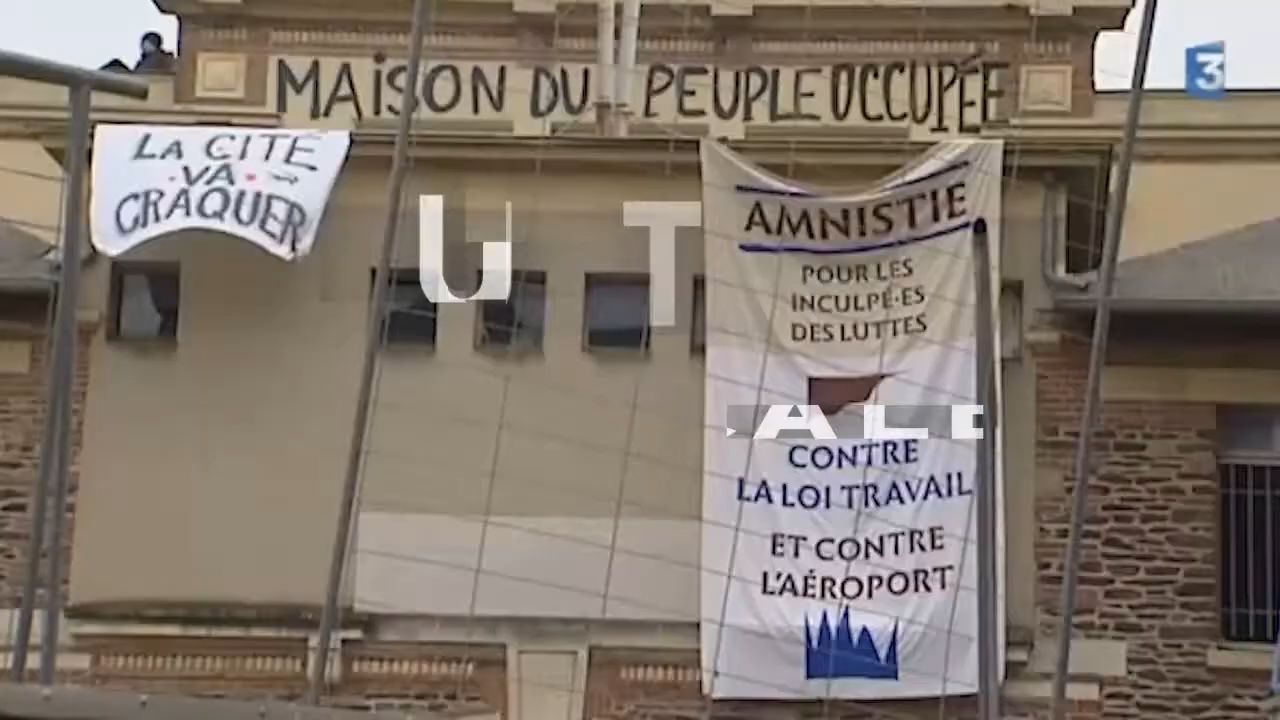 MAiSON DU PEUPLE OCCUPÉE
3
LA CITÉ
VA
CRAQUER
AMNISTIE
POUR LES
INCULPÉ·ES
DES LUTTES
CONTRE
LA LOI TRAVAIL
ET CONTRE
L'AÉROPORT
U T